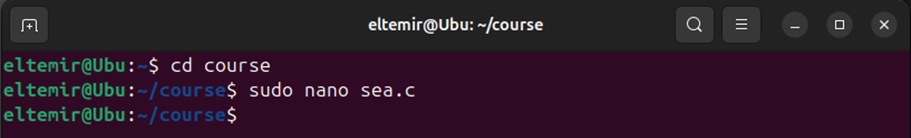 eltemir@Ubu: ~/course
eltemir@Ubu:~$ cd course
eltemir@Ubu:~/course$ sudo nano sea.c
eltemir@Ubu:~/course$